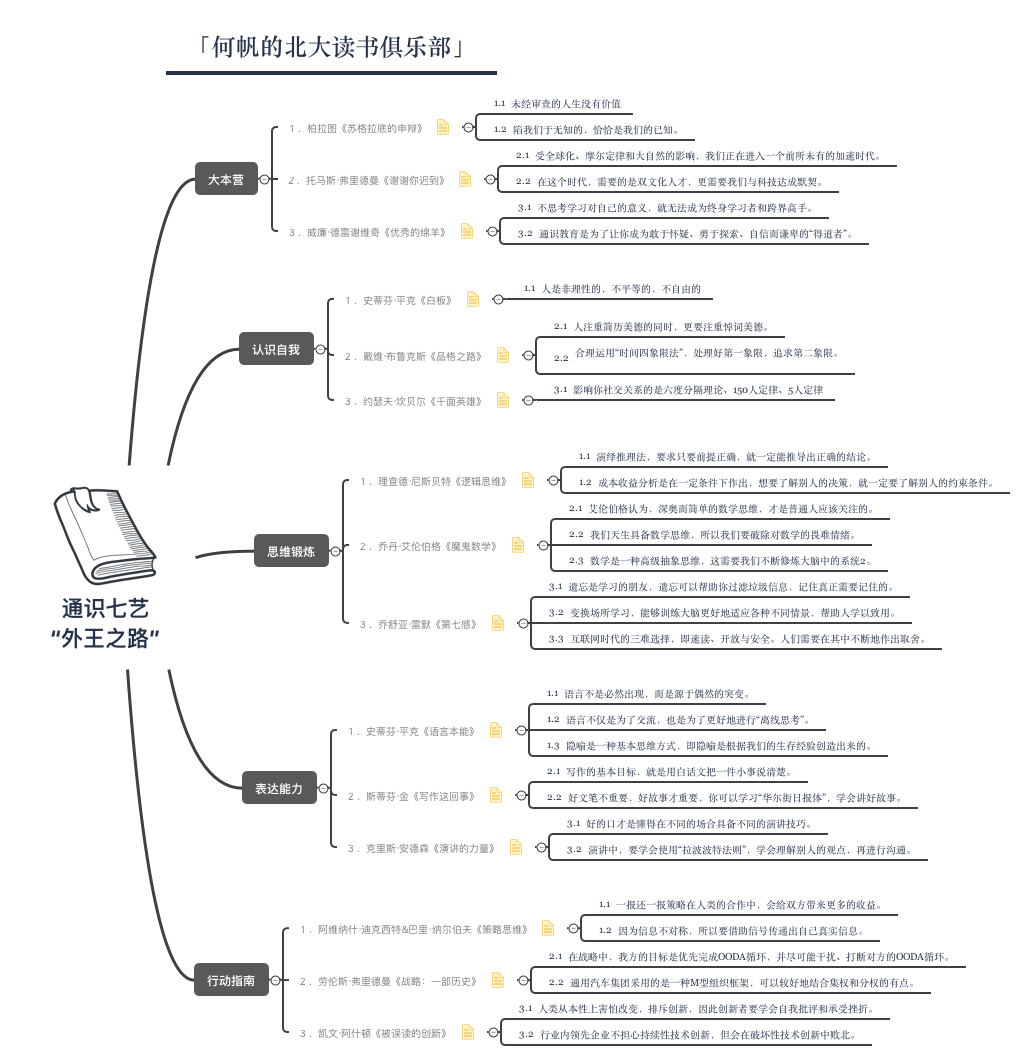 「何帆的北大读书俱乐部」
通识七艺
“外王之路”
大本营
1 . 柏拉图《苏格拉底的申辩》
1.1 未经审查的人生没有价值
1.2 陷我们于无知的，恰恰是我们的已知。
2 . 托马斯·弗里德曼《谢谢你迟到》
2.1 受全球化、摩尔定律和大自然的影响，我们正在进入一个前所未有的加速时代。
2.2 在这个时代，需要的是双文化人才，更需要我们与科技达成默契。
3 . 威廉·德雷谢维奇《优秀的绵羊》
3.1 不思考学习对自己的意义，就无法成为终身学习者和跨界高手。
3.2 通识教育是为了让你成为敢于怀疑、勇于探索、自信而谦卑的“得道者”。
认识自我
1 . 史蒂芬·平克《白板》
1.1 人是非理性的，不平等的，不自由的
2 . 戴维·布鲁克斯《品格之路》
2.1 人注重简历美德的同时，更要注重悼词美德。
2.2 合理运用“时间四象限法”，处理好第一象限，追求第二象限。
3 . 约瑟夫·坎贝尔《千面英雄》
3.1 影响你社交关系的是六度分隔理论、150人定律、5人定律
思维锻炼
1 . 理查德·尼斯贝特《逻辑思维》
1.1 演绎推理法，要求只要前提正确，就一定能推导出正确的结论。
1.2 成本收益分析是在一定条件下作出，想要了解别人的决策，就一定要了解别人的约束条件。
2 . 乔丹·艾伦伯格《魔鬼数学》
2.1 艾伦伯格认为，深奥而简单的数学思维，才是普通人应该关注的。
2.2 我们天生具备数学思维，所以我们要破除对数学的畏难情绪。
2.3 数学是一种高级抽象思维，这需要我们不断修炼大脑中的系统2。
3 . 乔舒亚·雷默《第七感》
3.1 遗忘是学习的朋友，遗忘可以帮助你过滤垃圾信息，记住真正需要记住的。
3.2 变换场所学习，能够训练大脑更好地适应各种不同情景，帮助人学以致用。
3.3 互联网时代的三难选择，即速读、开放与安全。人们需要在其中不断地作出取舍。
表达能力
1 . 史蒂芬·平克《语言本能》
1.1 语言不是必然出现，而是源于偶然的突变。
1.2 语言不仅是为了交流，也是为了更好地进行“离线思考”。
1.3 隐喻是一种基本思维方式，即隐喻是根据我们的生存经验创造出来的。
2 . 斯蒂芬·金《写作这回事》
2.1 写作的基本目标，就是用白话文把一件小事说清楚。
2.2 好文笔不重要，好故事才重要，你可以学习“华尔街日报体”，学会讲好故事。
3 . 克里斯·安德森《演讲的力量》
3.1 好的口才是懂得在不同的场合具备不同的演讲技巧。
3.2 演讲中，要学会使用“拉波波特法则”，学会理解别人的观点，再进行沟通。
行动指南
1 . 阿维纳什·迪克西特&巴里·纳尔伯夫《策略思维》
1.1 一报还一报策略在人类的合作中，会给双方带来更多的收益。
1.2 因为信息不对称，所以要借助信号传递出自己真实信息。
2 . 劳伦斯·弗里德曼《战略：一部历史》
2.1 在战略中，我方的目标是优先完成OODA循环，并尽可能干扰、打断对方的OODA循环。
2.2 通用汽车集团采用的是一种M型组织框架，可以较好地结合集权和分权的有点。
3 . 凯文·阿什顿《被误读的创新》
3.1 人类从本性上害怕改变，排斥创新，因此创新者要学会自我批评和承受挫折。
3.2 行业内领先企业不担心持续性技术创新，但会在破坏性技术创新中败北。